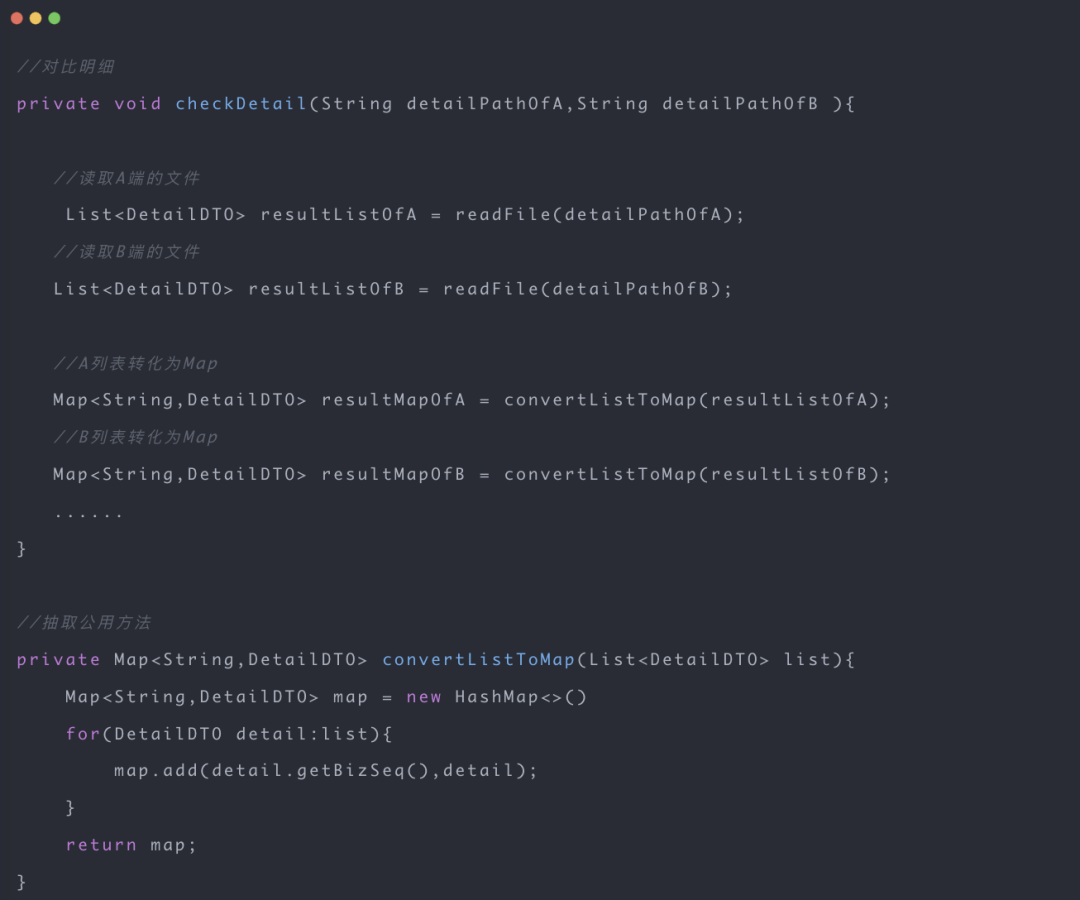 //对比明细
private void checkDetail(String detailPathOfA,String detailPathOfB ){
//读取A端的文件
List<DetailDTO> resultListOfA = readFile(detailPathOfA);
//读取B端的文件
List<DetailDTO> resultListOfB = readFile(detailPathOfB);
//A列表转化为Map
Map<String,DetailDTO> resultMapOfA = convertListToMap(resultListOfA);
//B列表转化为Map
Map<String,DetailDTO> resultMapOfB = convertListToMap(resultListOfB);
......
}
//抽取公用方法
private Map<String,DetailDTO> convertListToMap(List<DetailDTO> list){
Map<String,DetailDTO> map = new HashMap<>()
for(DetailDTO detail:list){
map.add(detail.getBizSeq(),detail);
}
return map;
}